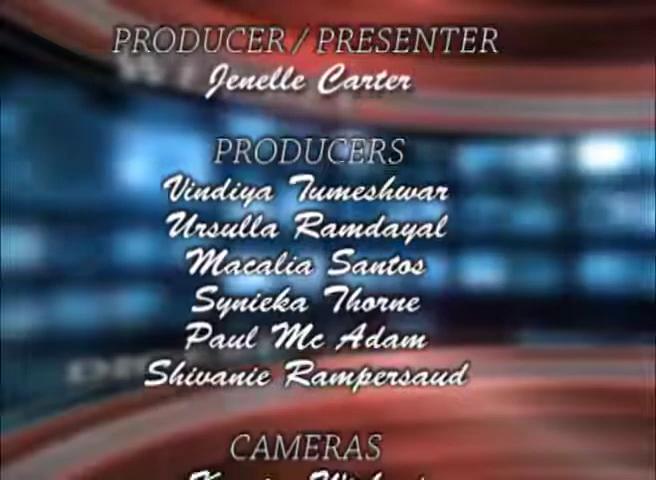 PRODUCER / PRESENTER
Jenelle Carter
PRODUCERS
Vindiya Tumeshwar
Ursulla Ramdayal
Macalia Santos
Synieka Thorne
Paul Mc Adam
Shivanie Rampersaud
CAMERAS